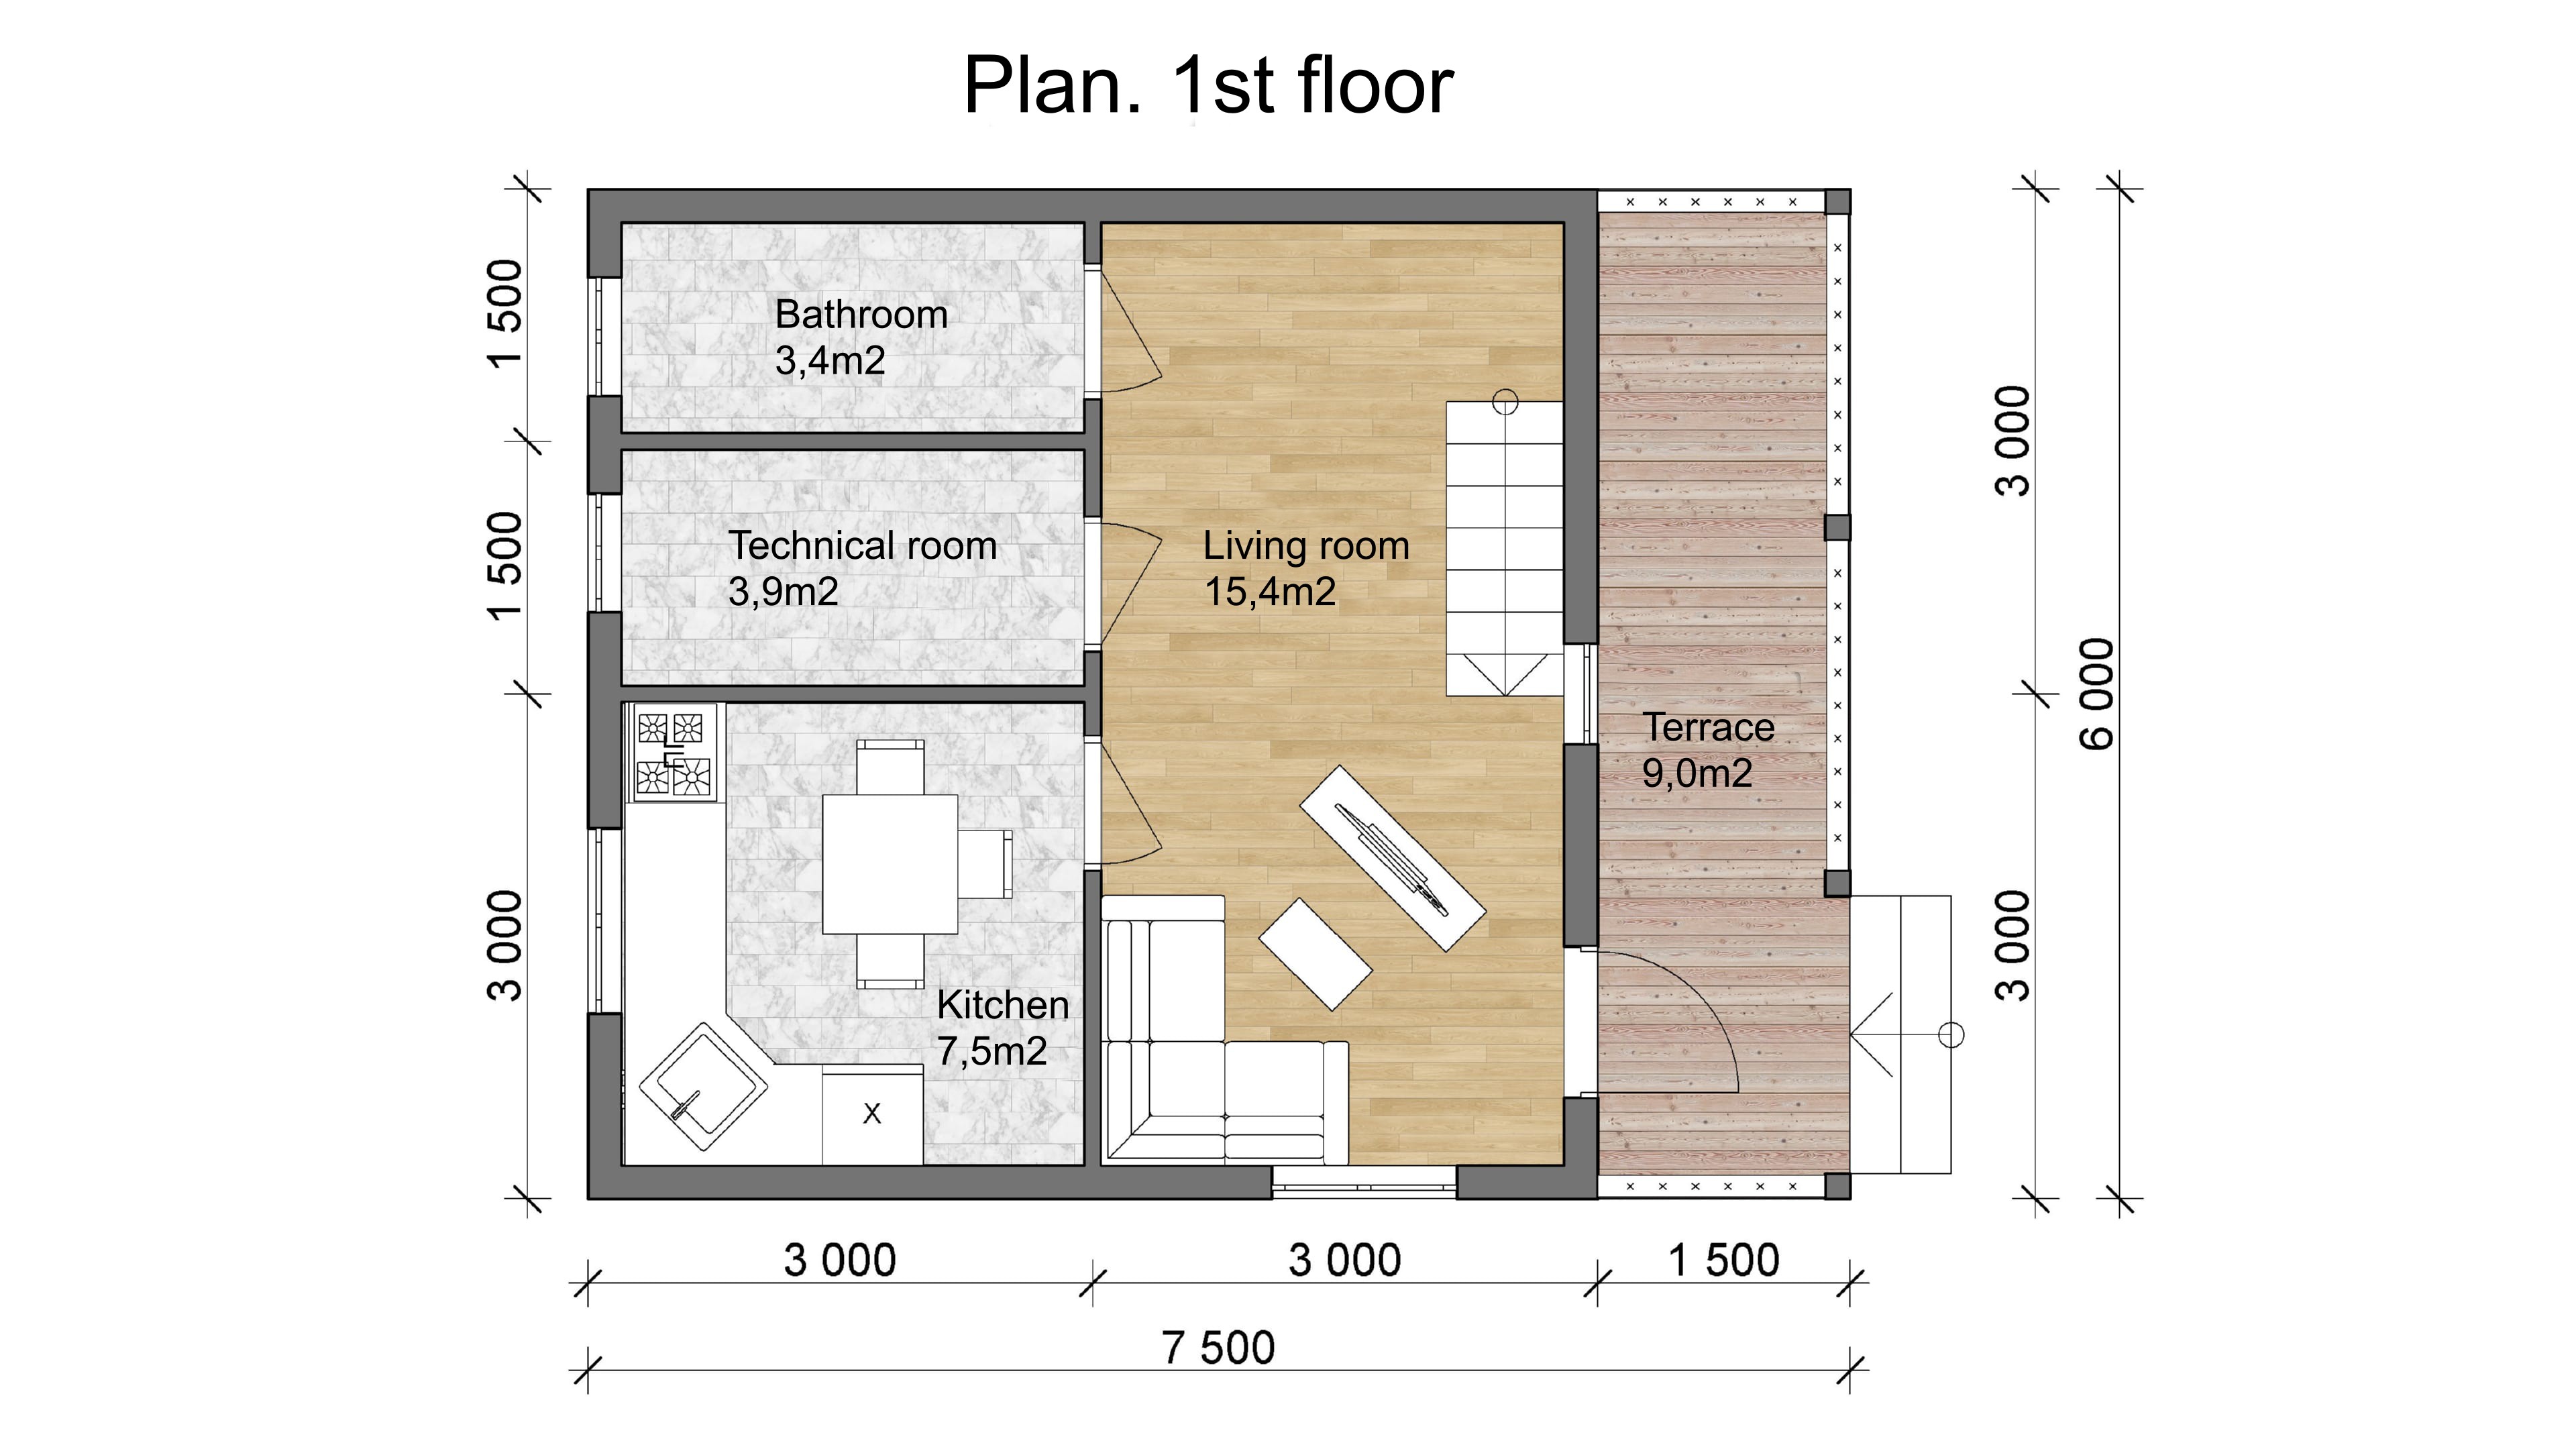 Plan. 1st floor
1 500
1 500
3 000
Bathroom
3,4m2
Technical room
3,9m2
Living room
15,4m2
Terrace
9,0m2
ПГ
Kitchen
7,5m2
X
3 000
3 000
6 000
3 000
3 000
1 500
7 500